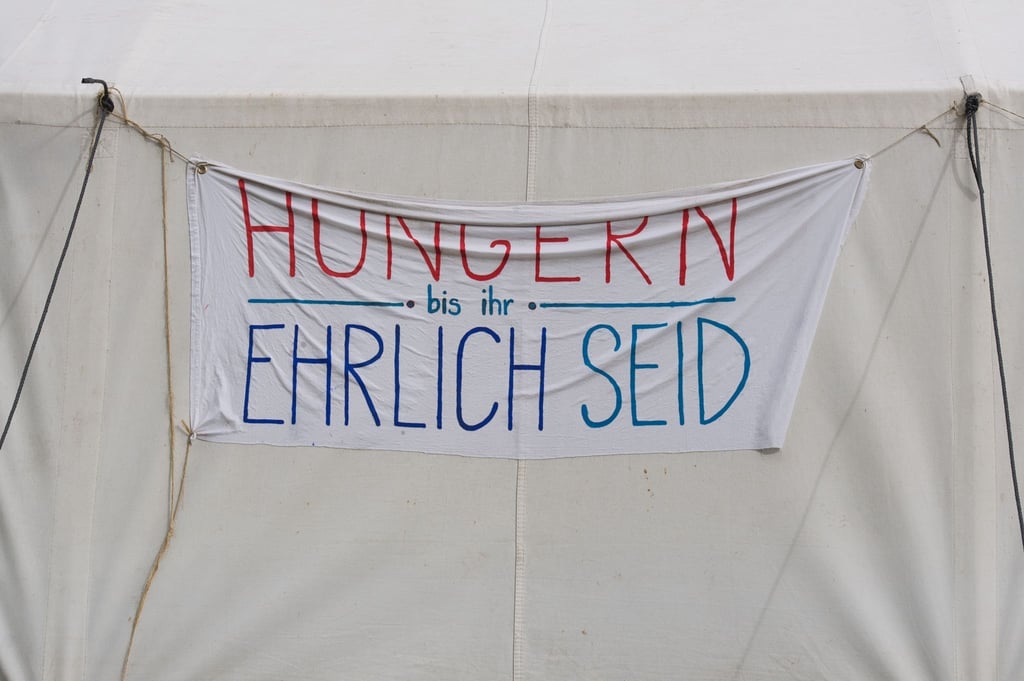 HUNGERN
bis ihr
EHRLICH SEID